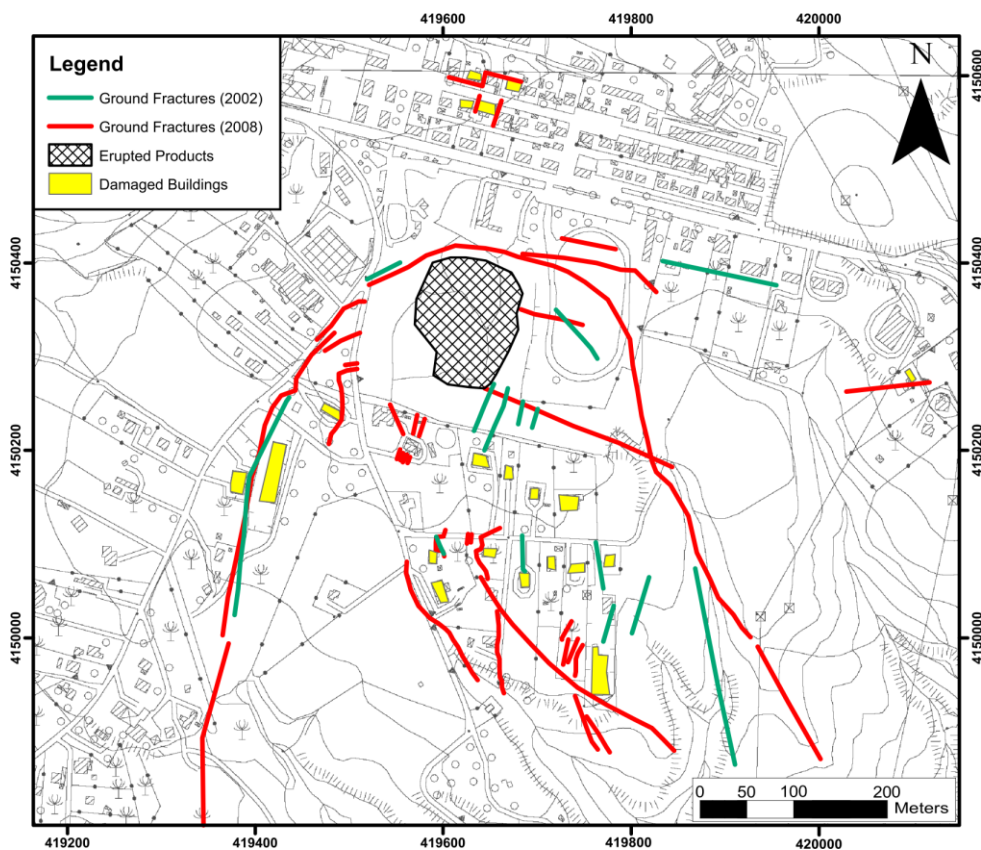 419600 419800 420000
Legend
Ground Fractures (2002)
Ground Fractures (2008)
Erupted Products
Damaged Buildings
N
4150600
4150400
4150400
4150200
4150200
4150000
4150000
0 50 100 200
Meters
419200 419400 419600 419800 420000